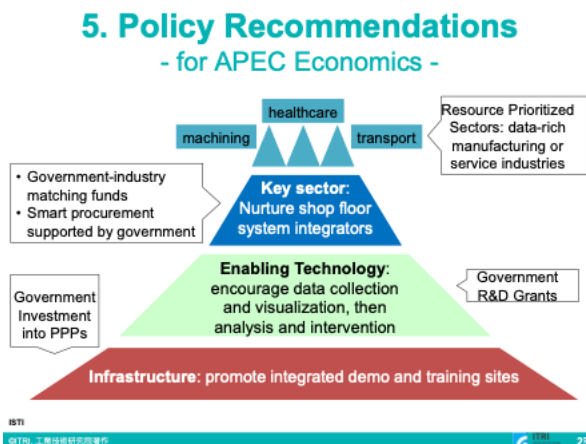 5. Policy Recommendations
- for APEC Economics -
healthcare
machining
transport
Resource Prioritized
Sectors: data-rich
manufacturing or
service industries
• Government-industry
matching funds
• Smart procurement
supported by government
Key sector:
Nurture shop floor
system integrators
Enabling Technology:
encourage data collection
and visualization, then
analysis and intervention
Government
R&D Grants
Government
Investment
into PPPs
Infrastructure: promote integrated demo and training sites
ISTI
©ITRI. 工業技術研究院著作
ITRI